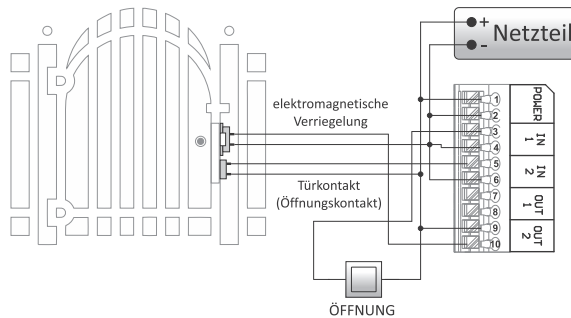 +
-
Netzteil
elektromagnetische
Verriegelung
Türkontakt
(Öffnungskontakt)
ÖFFNUNG
1
2
3
4
5
6
7
8
9
10
POWER
IN
1
IN
2
OUT
1
OUT
2